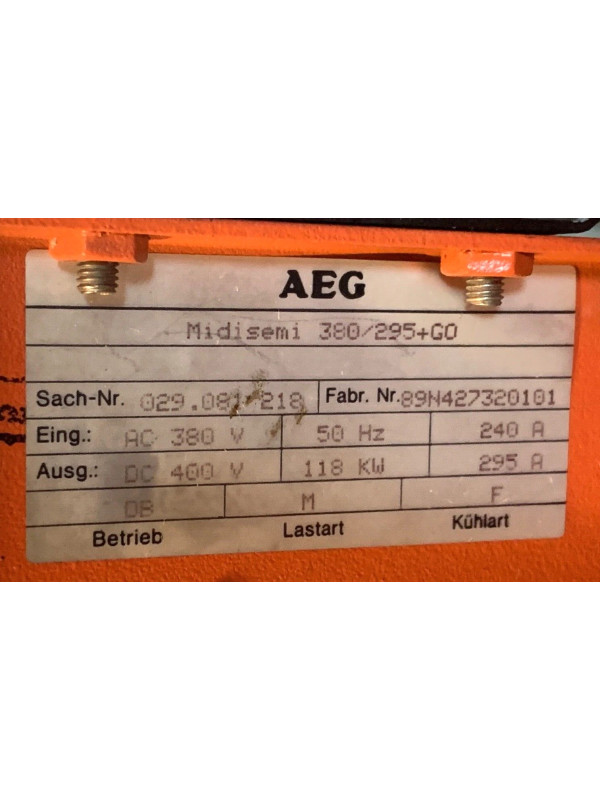 AEG
Midisemi 380/295+GO
Sach-Nr. 029.081 218 Fabr. Nr. 89N427320101
Eing.: AC 380 V 50 Hz 240 A
Ausg.: DC 400 V 118 KW 295 A
DB M F
Betrieb Lastart Kühlart